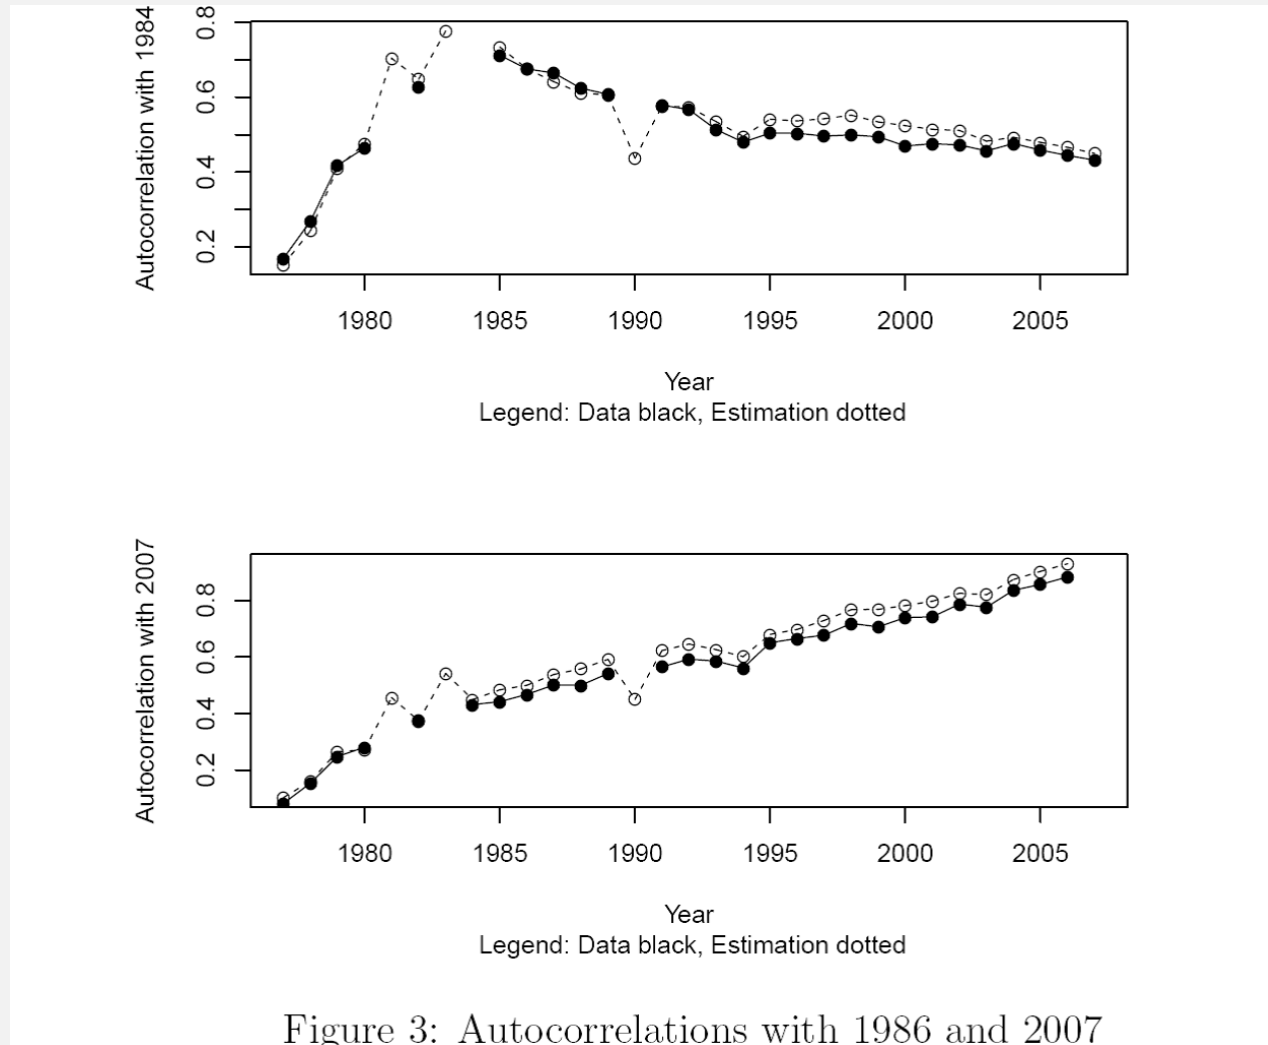 Autocorrelation with 1984
0.8
0.6
0.4
0.2
1980 1985 1990 1995 2000 2005
Year
Legend: Data black, Estimation dotted
Autocorrelation with 2007
0.8
0.6
0.4
0.2
1980 1985 1990 1995 2000 2005
Year
Legend: Data black, Estimation dotted
Figure 3: Autocorrelations with 1986 and 2007